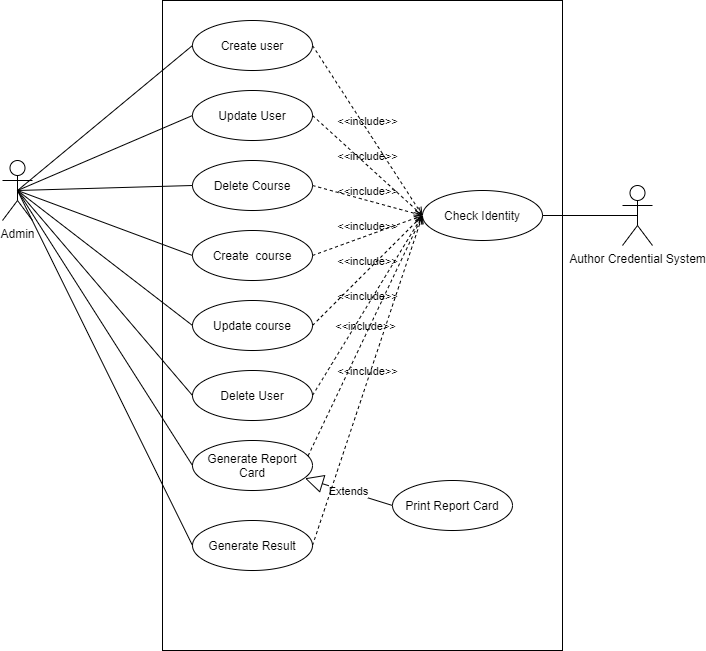 Create user
Update User
<<include>>
<<include>>
Delete Course
<<include>>
Check Identity
Admin
<<include>>
Create  course
Author Credential System
<<include>>
<<include>>
Update course
<<include>>
<<include>>
Delete User
Generate Report
Card
Extends
Print Report Card
Generate Result